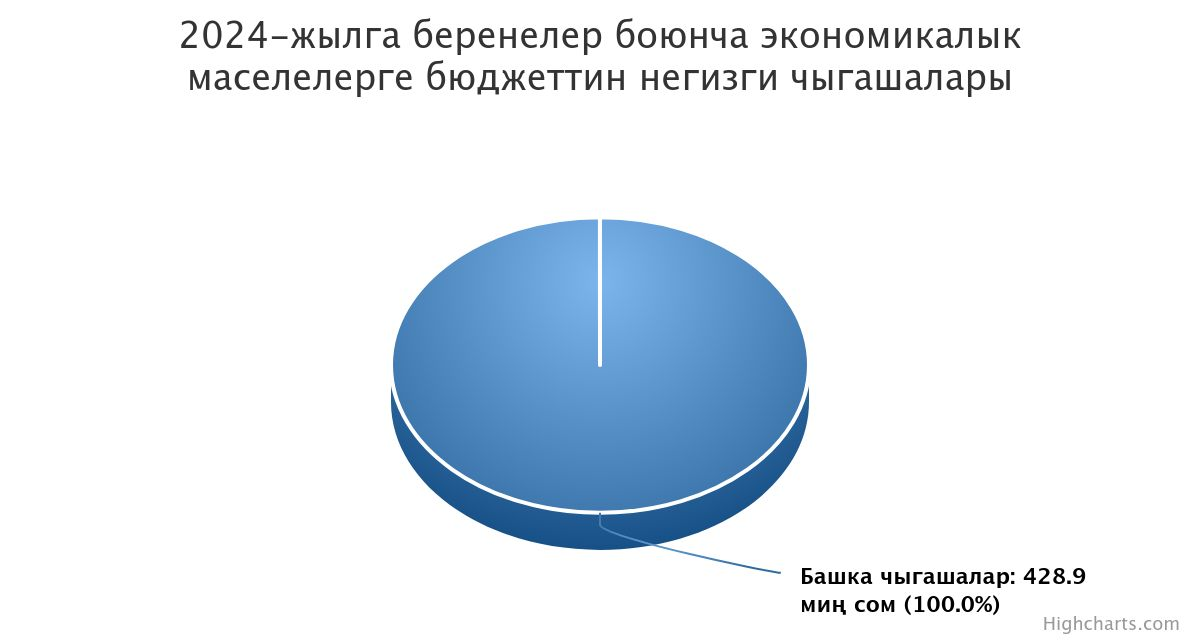 2024-жылга беренелер боюнча экономикалык
маселелерге бюджеттин негизги чыгашалары
Башка чыгашалар: 428.9
миң сом (100.0%)
Highcharts.com